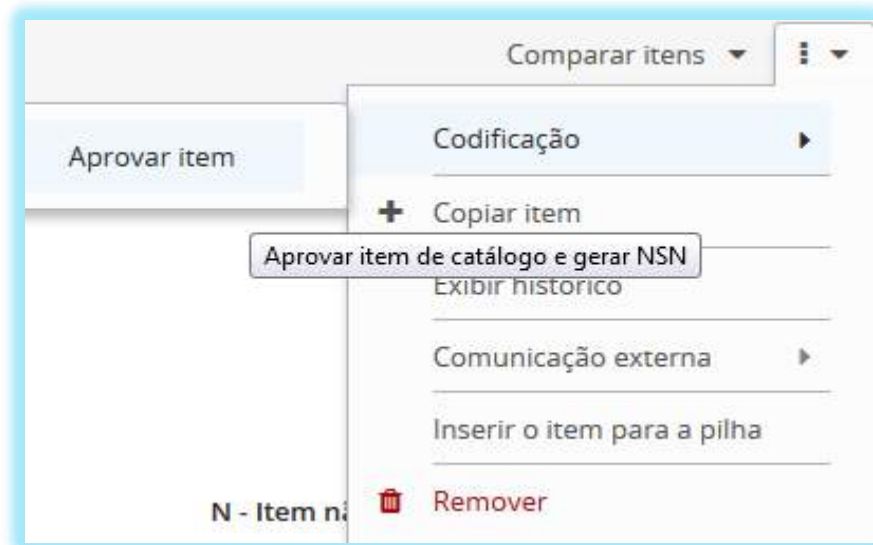 Comparar itens
Codificação
Aprovar item
Copiar item
Aprovar item de catálogo e gerar NSN
Exibir histórico
Comunicação externa
Inserir o item para a pilha
N - Item
Remover